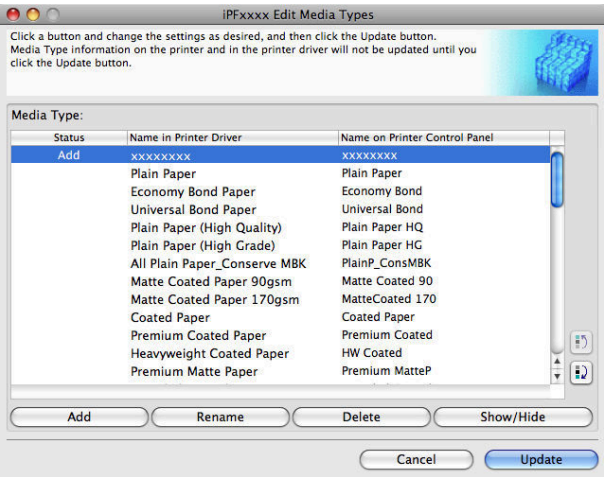 iPFxxxx Edit Media Types
Click a button and change the settings as desired, and then click the Update button.
Media Type information on the printer and in the printer driver will not be updated until you
click the Update button.
Media Type:
Status Name in Printer Driver Name on Printer Control Panel
Add xxxxxxxx xxxxxxxx
Plain Paper Plain Paper
Economy Bond Paper Economy Bond
Universal Bond Paper Universal Bond
Plain Paper (High Quality) Plain Paper HQ
Plain Paper (High Grade) Plain Paper HG
All Plain Paper_Conserve MBK PlainP_ConsMBK
Matte Coated Paper 90gsm Matte Coated 90
Matte Coated Paper 170gsm MatteCoated 170
Coated Paper Coated Paper
Premium Coated Paper Premium Coated
Heavyweight Coated Paper HW Coated
Premium Matte Paper Premium MatteP
Add Rename Delete Show/Hide
Cancel Update